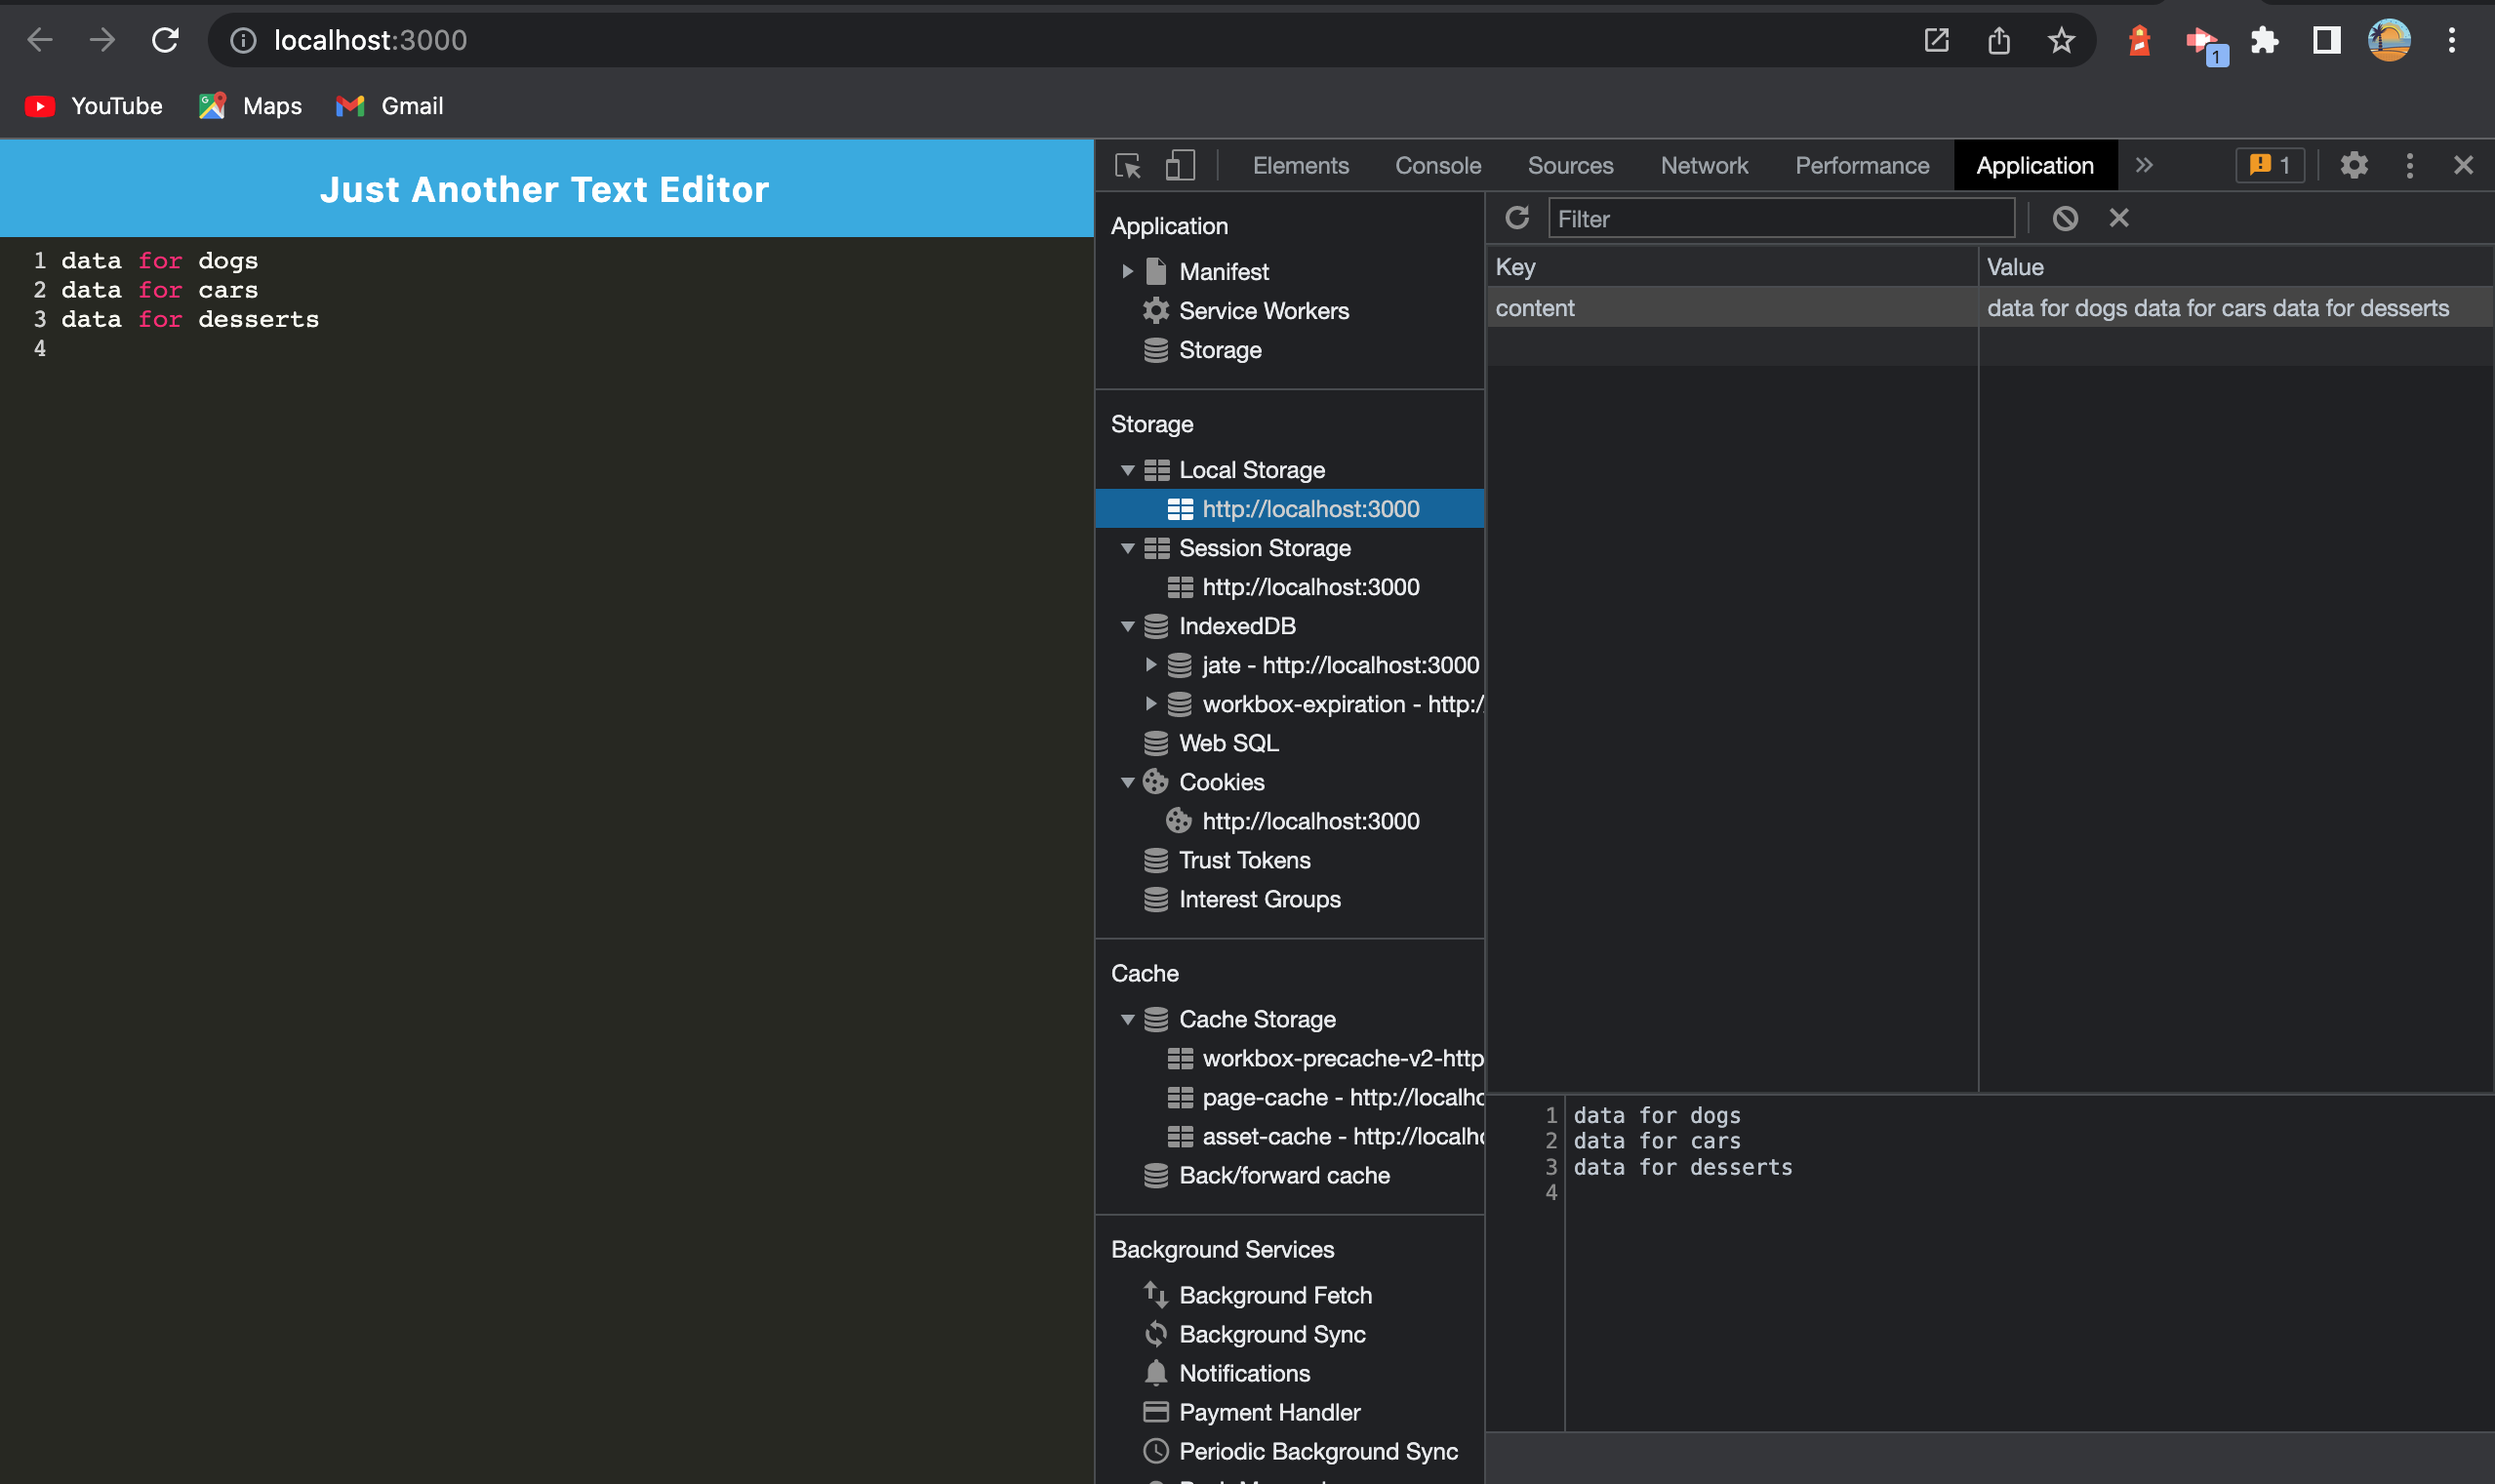 localhost:3000
1
YouTube
Maps
Gmail
Just Another Text Editor
1 data for dogs
2 data for cars
3 data for desserts
4
Elements Console Sources Network Performance Application 1
Application
Manifest
Service Workers
Storage
Storage
Local Storage
http://localhost:3000
Session Storage
http://localhost:3000
IndexedDB
jate - http://localhost:3000
workbox-expiration - http:/
Web SQL
Cookies
http://localhost:3000
Trust Tokens
Interest Groups
Cache
Cache Storage
workbox-precache-v2-http
page-cache - http://localho
asset-cache - http://localho
Back/forward cache
Background Services
Background Fetch
Background Sync
Notifications
Payment Handler
Periodic Background Sync
Filter
Key Value
content data for dogs data for cars data for desserts
1 data for dogs
2 data for cars
3 data for desserts
4